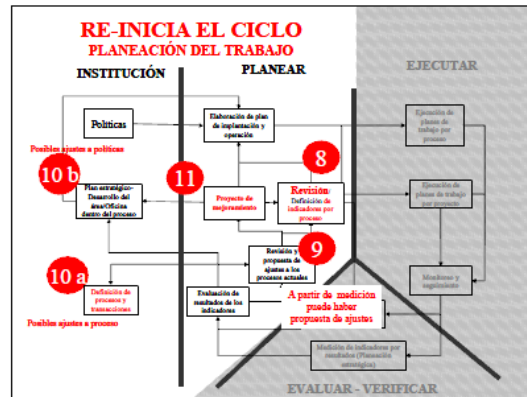 RE-INICIA EL CICLO
PLANEACIÓN DEL TRABAJO
INSTITUCIÓN
PLANEAR
EJECUTAR
Políticas
Elaboración de plan
de implantación y
operación
Ejecución de
planes de
trabajo por
proceso
Posibles ajustes a políticas
10 b
11
8
Plan estratégico-
Desarrollo del
área/Oficina
dentro del proceso
Proyecto de
mejoramiento
Revisión/
Definición de
indicadores por
proceso
Ejecución de
planes de
trabajo por
proyecto
9
Revisión y
propuesta de
ajustes a los
procesos actuales
10 a
Definición de
procesos y
transacciones
Evaluación de
resultados de los
indicadores
A partir de medición
puede haber
propuesta de ajustes
Monitoreo y
seguimiento
Posibles ajustes a proceso
Medición de indicadores por
resultados (Planeación
estratégica)
EVALUAR - VERIFICAR